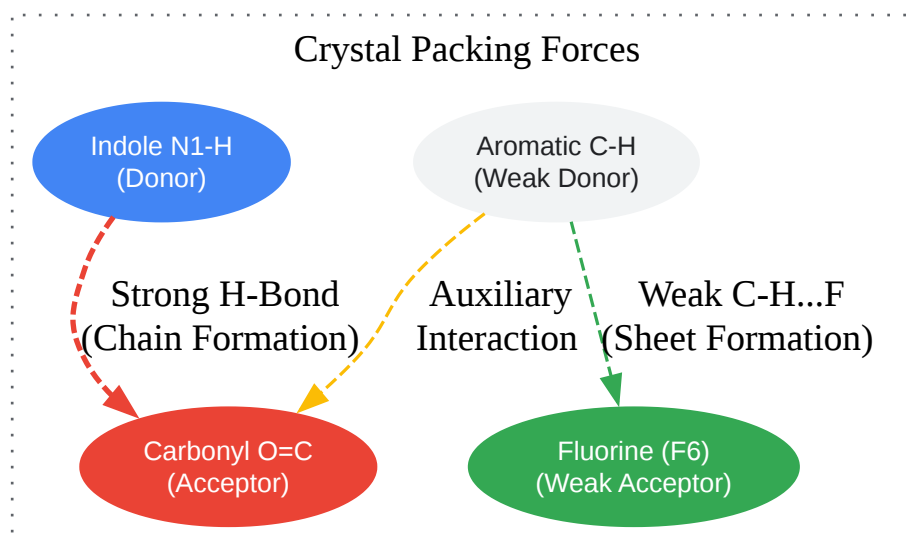 Crystal Packing Forces
Indole N1-H
(Donor)
Aromatic C-H
(Weak Donor)
Strong H-Bond
(Chain Formation)
Auxiliary
Interaction
Weak C-H...F
(Sheet Formation)
Carbonyl O=C
(Acceptor)
Fluorine (F6)
(Weak Acceptor)